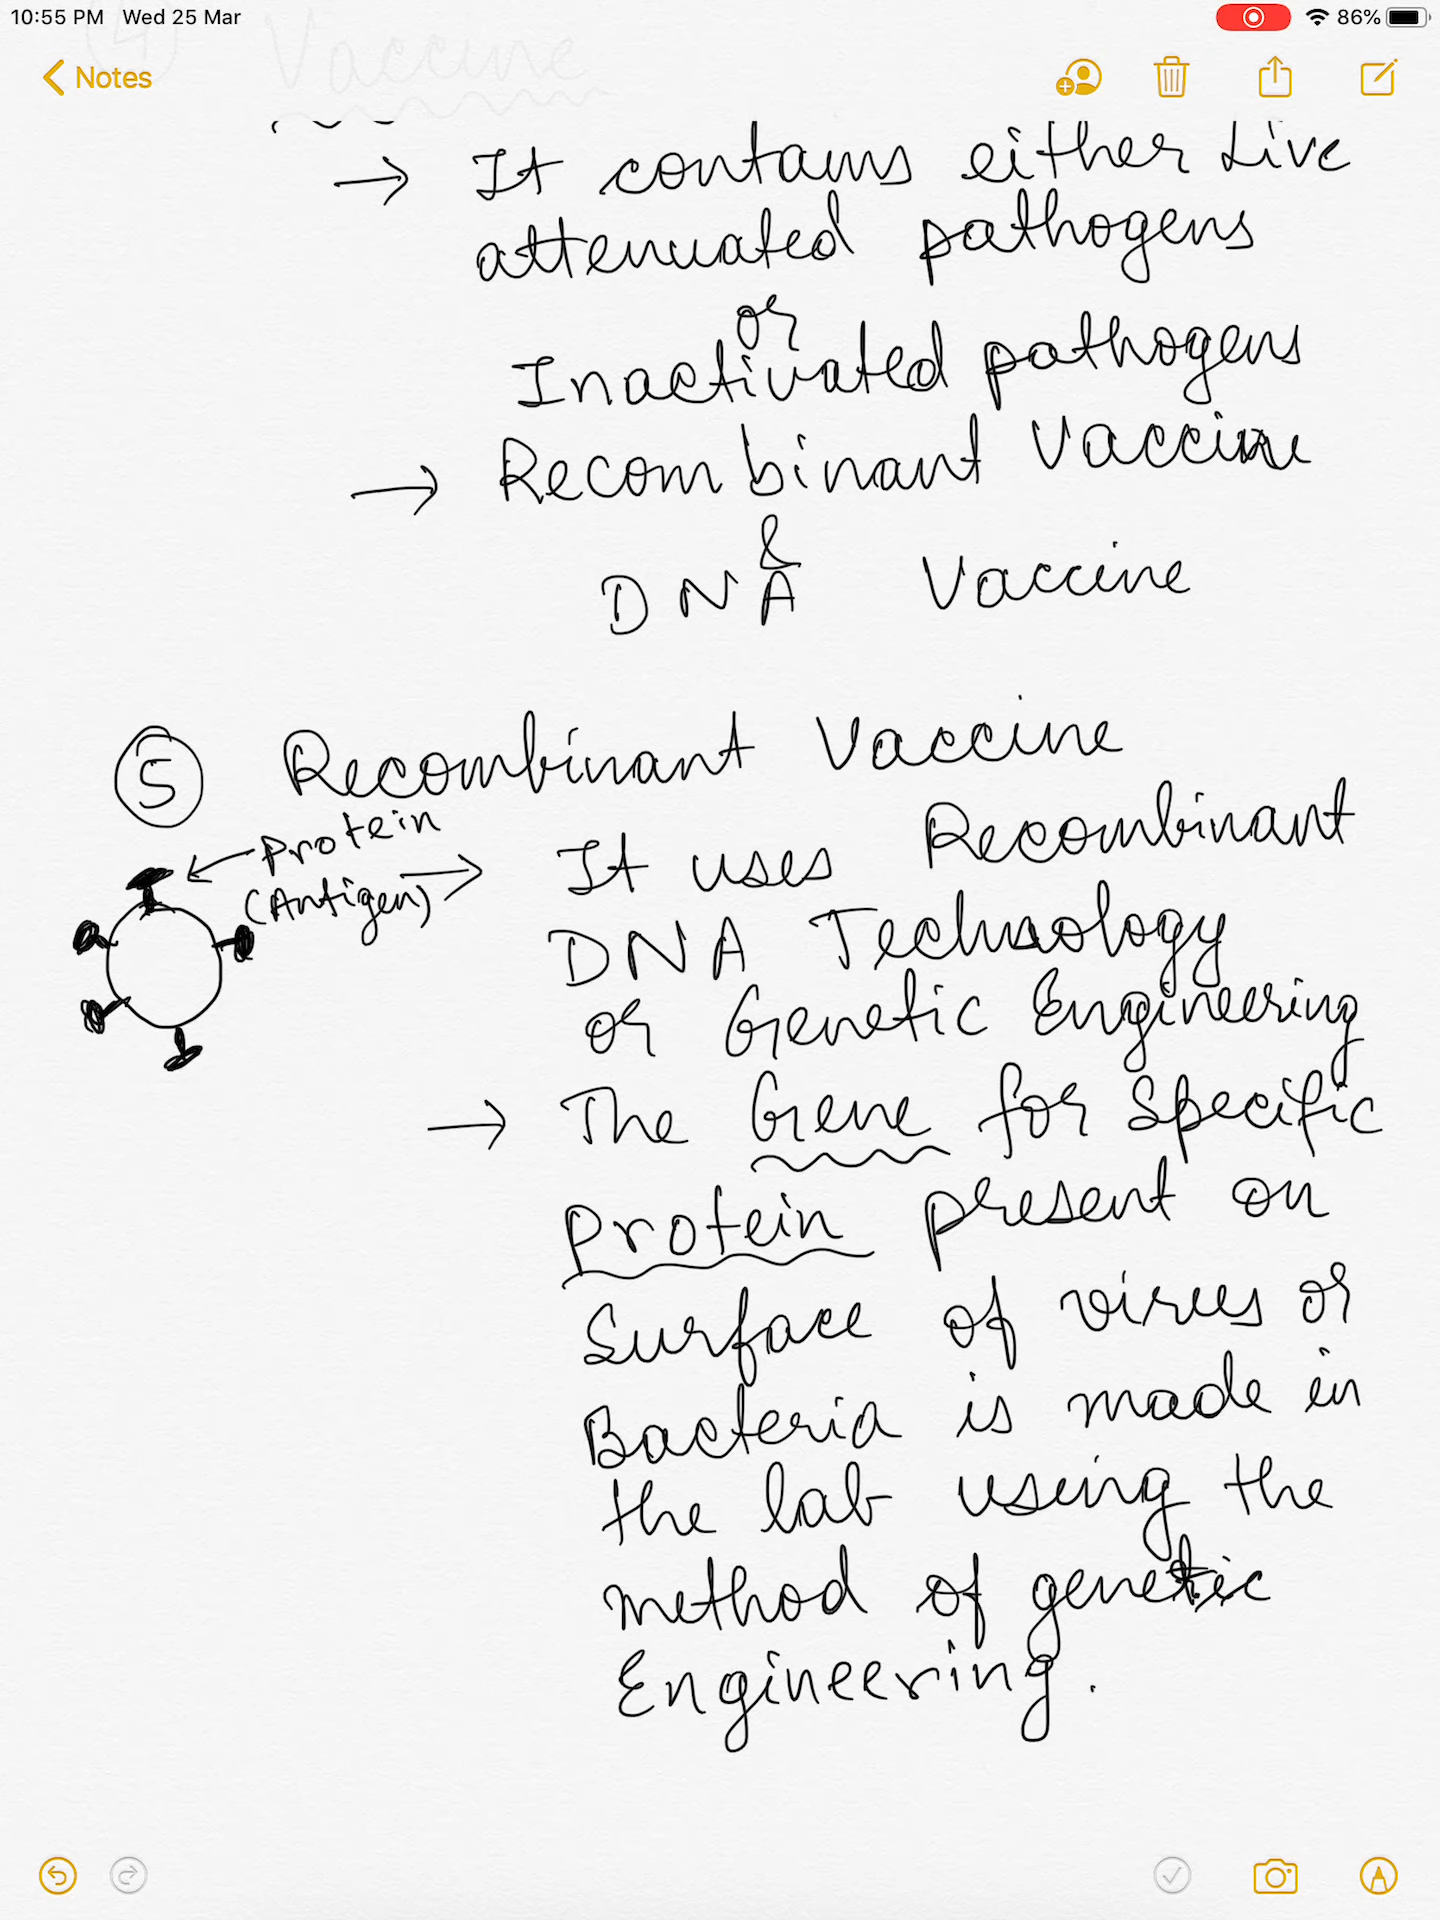 10:55 PM Wed 25 Mar
86%
(4) Vaccine
Notes
→ It contains either Live
attenuated pathogens
or
Inactivated pathogens
→ Recombinant Vaccine
&
DNA Vaccine
5 Recombinant Vaccine
← Protein
(Antigen)
→ It uses Recombinant
DNA Technology
or Genetic Engineering
→ The Gene for Specific
Protein present on
Surface of virus or
Bacteria is made in
the lab using the
method of genetic
Engineering.